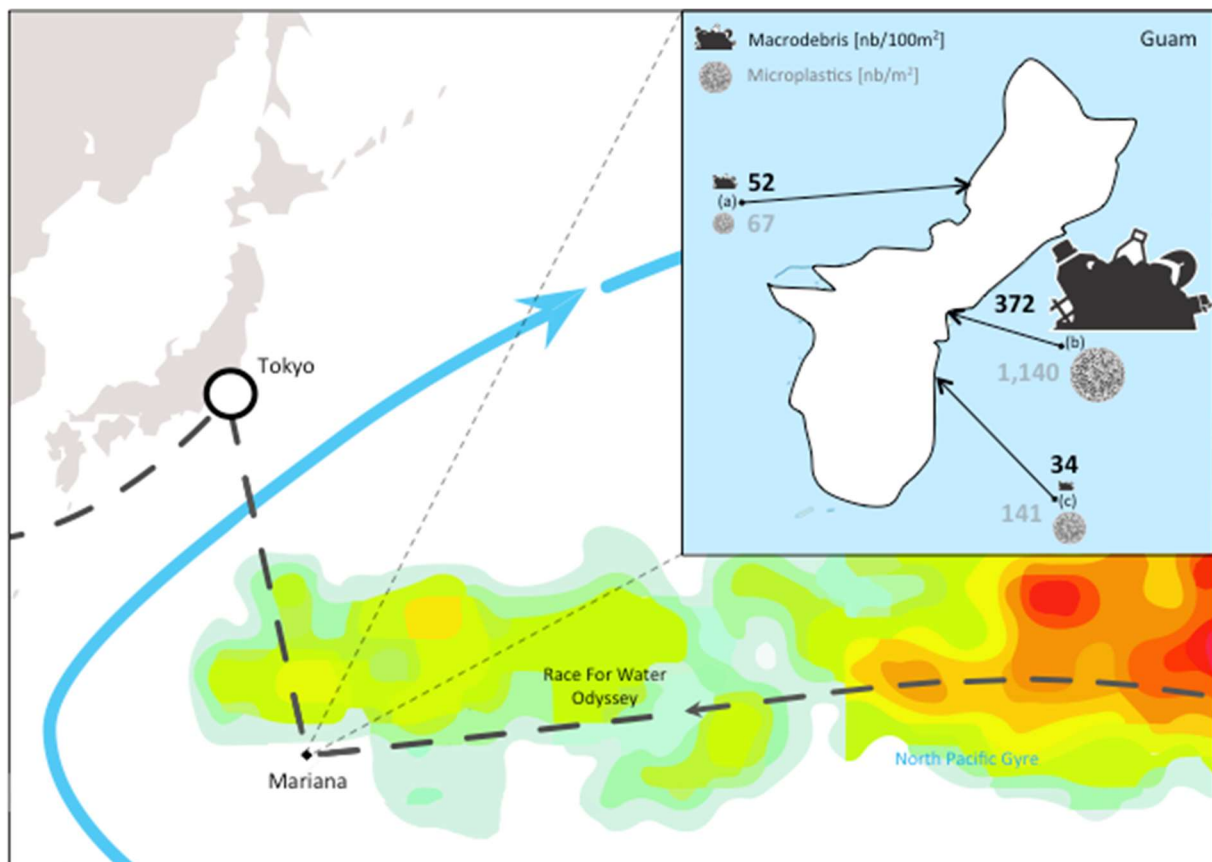 Macrodebris [nb/100m²]
Guam
Microplastics [nb/m²]
52
(a)
67
372
(b)
1,140
34
(c)
141
Tokyo
Race For Water
Odyssey
Mariana
North Pacific Gyre